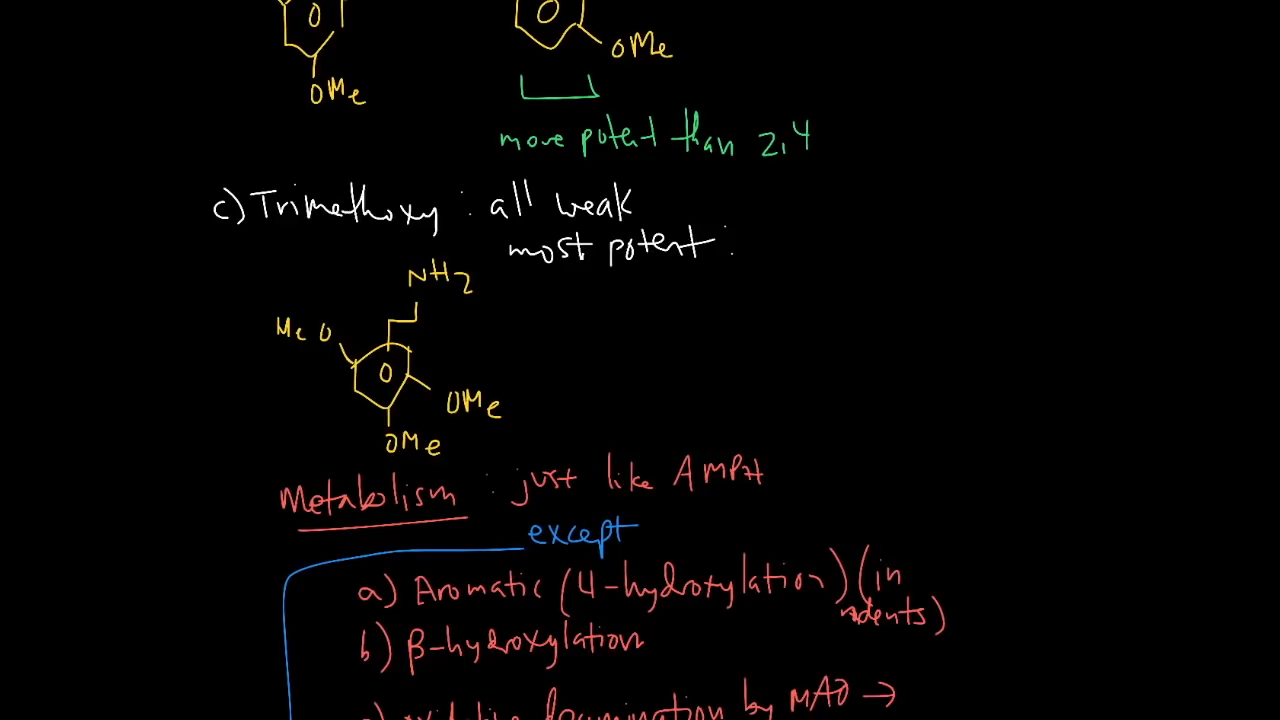 OMe
OMe
more potent than 2,4
c) Trimethoxy : all weak
most potent :
NH2
MeO
OMe
OMe
Metabolism : just like AMPH
except
a) Aromatic (4-hydroxylation) (in
rodents)
b) β-hydroxylation
by MAO →